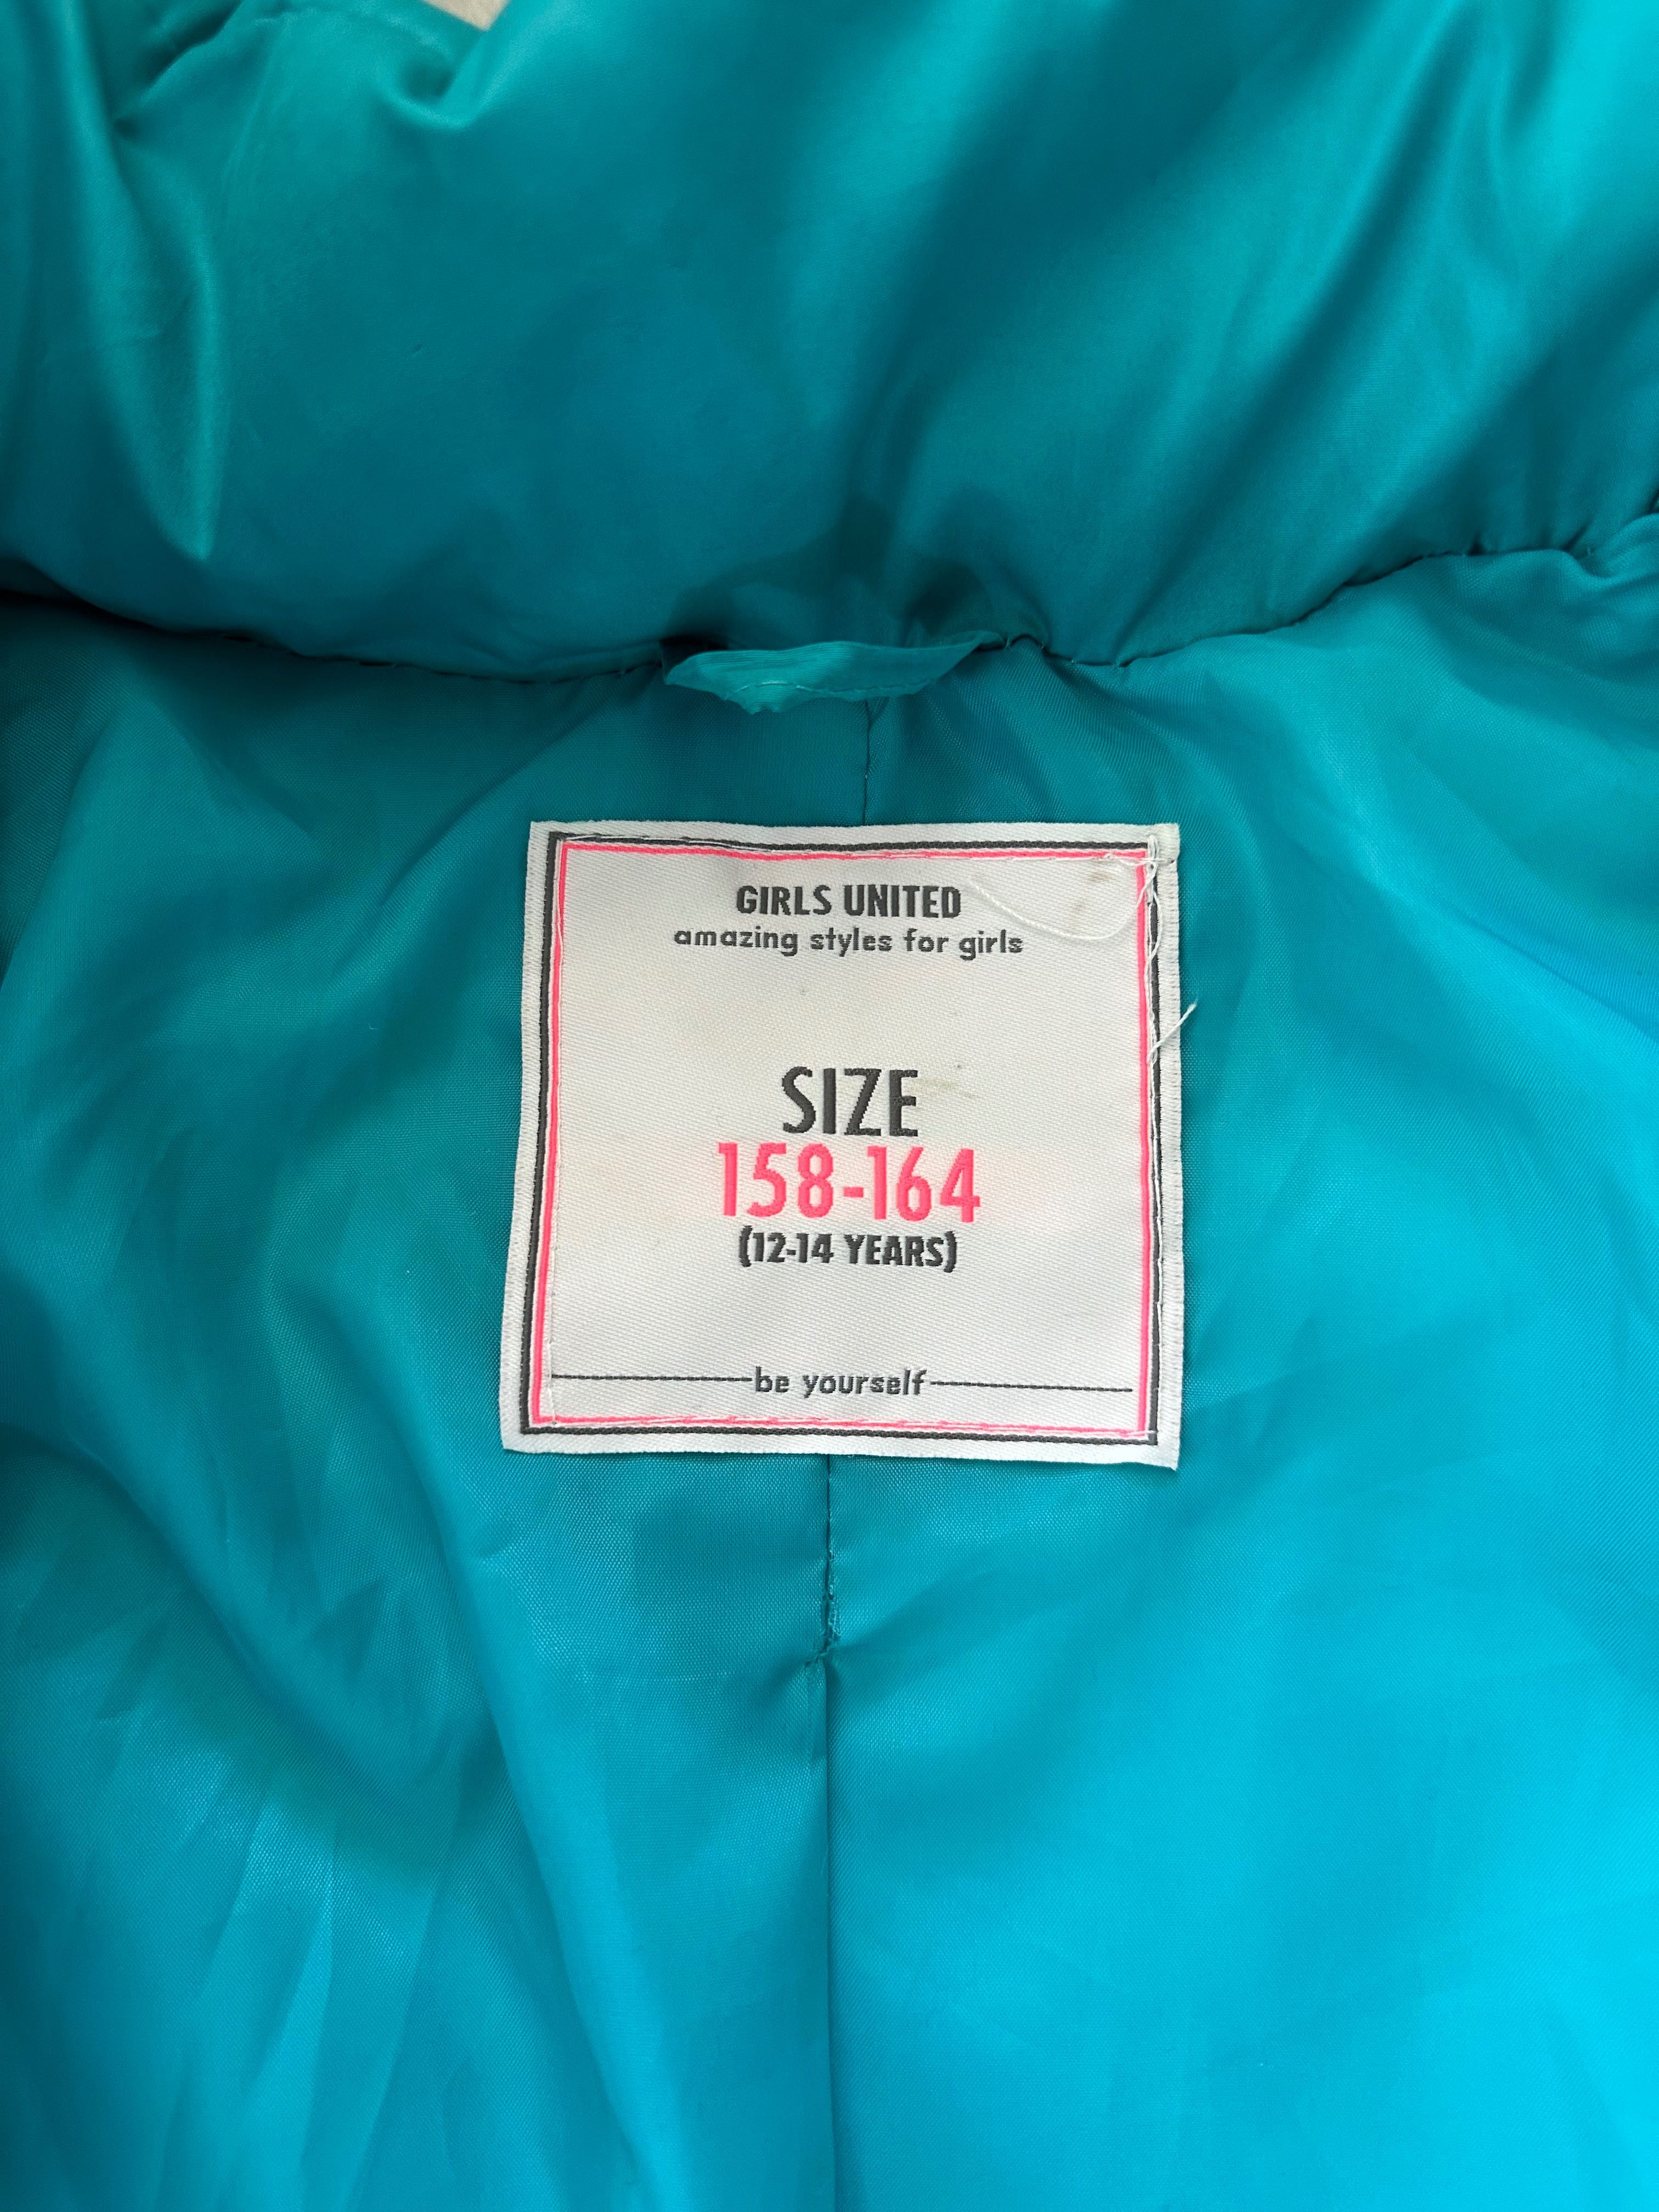 GIRLS UNITED
amazing styles for girls
SIZE
158-164
(12-14 YEARS)
be yourself